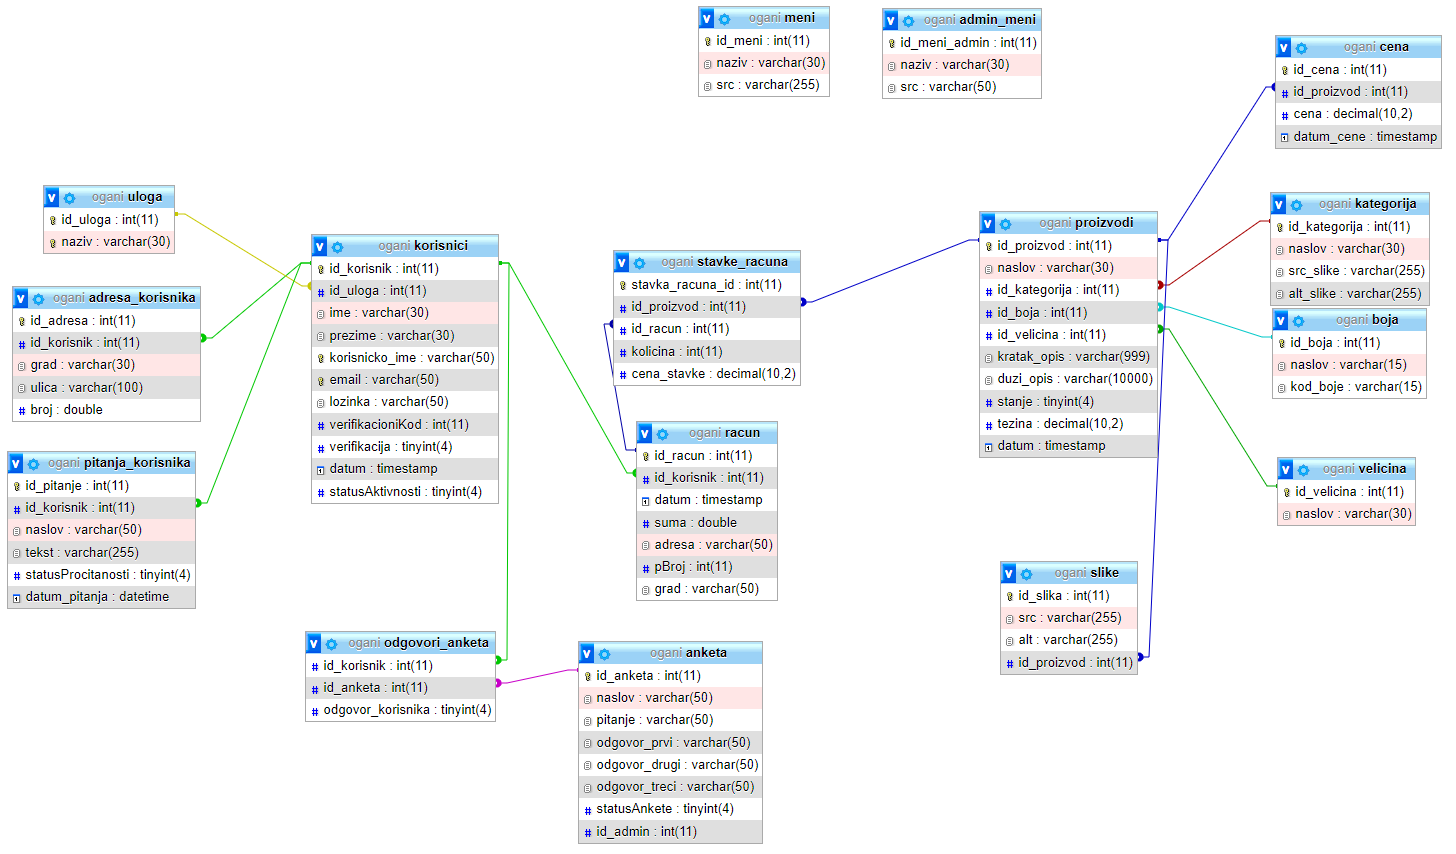 ogani meni
id_meni : int(11)
naziv : varchar(30)
src : varchar(255)
ogani admin_meni
id_meni_admin : int(11)
naziv : varchar(30)
src : varchar(50)
ogani cena
id_cena : int(11)
id_proizvod : int(11)
cena : decimal(10,2)
datum_cene : timestamp
ogani uloga
id_uloga : int(11)
naziv : varchar(30)
ogani korisnici
id_korisnik : int(11)
id_uloga : int(11)
ime : varchar(30)
prezime : varchar(30)
korisnicko_ime : varchar(50)
email : varchar(50)
lozinka : varchar(50)
verifikacioniKod : int(11)
verifikacija : tinyint(4)
datum : timestamp
statusAktivnosti : tinyint(4)
ogani stavke_racuna
stavka_racuna_id : int(11)
id_proizvod : int(11)
id_racun : int(11)
kolicina : int(11)
cena_stavke : decimal(10,2)
ogani proizvodi
id_proizvod : int(11)
naslov : varchar(30)
id_kategorija : int(11)
id_boja : int(11)
id_velicina : int(11)
kratak_opis : varchar(999)
duzi_opis : varchar(10000)
stanje : tinyint(4)
tezina : decimal(10,2)
datum : timestamp
ogani kategorija
id_kategorija : int(11)
naslov : varchar(30)
src_slike : varchar(255)
alt_slike : varchar(255)
ogani adresa_korisnika
id_adresa : int(11)
id_korisnik : int(11)
grad : varchar(30)
ulica : varchar(100)
broj : double
ogani boja
id_boja : int(11)
naslov : varchar(15)
kod_boje : varchar(15)
ogani pitanja_korisnika
id_pitanje : int(11)
id_korisnik : int(11)
naslov : varchar(50)
tekst : varchar(255)
statusProcitanosti : tinyint(4)
datum_pitanja : datetime
ogani racun
id_racun : int(11)
id_korisnik : int(11)
datum : timestamp
suma : double
adresa : varchar(50)
pBroj : int(11)
grad : varchar(50)
ogani velicina
id_velicina : int(11)
naslov : varchar(30)
ogani slike
id_slika : int(11)
src : varchar(255)
alt : varchar(255)
id_proizvod : int(11)
ogani odgovori_anketa
id_korisnik : int(11)
id_anketa : int(11)
odgovor_korisnika : tinyint(4)
ogani anketa
id_anketa : int(11)
naslov : varchar(50)
pitanje : varchar(50)
odgovor_prvi : varchar(50)
odgovor_drugi : varchar(50)
odgovor_treci : varchar(50)
statusAnkete : tinyint(4)
id_admin : int(11)